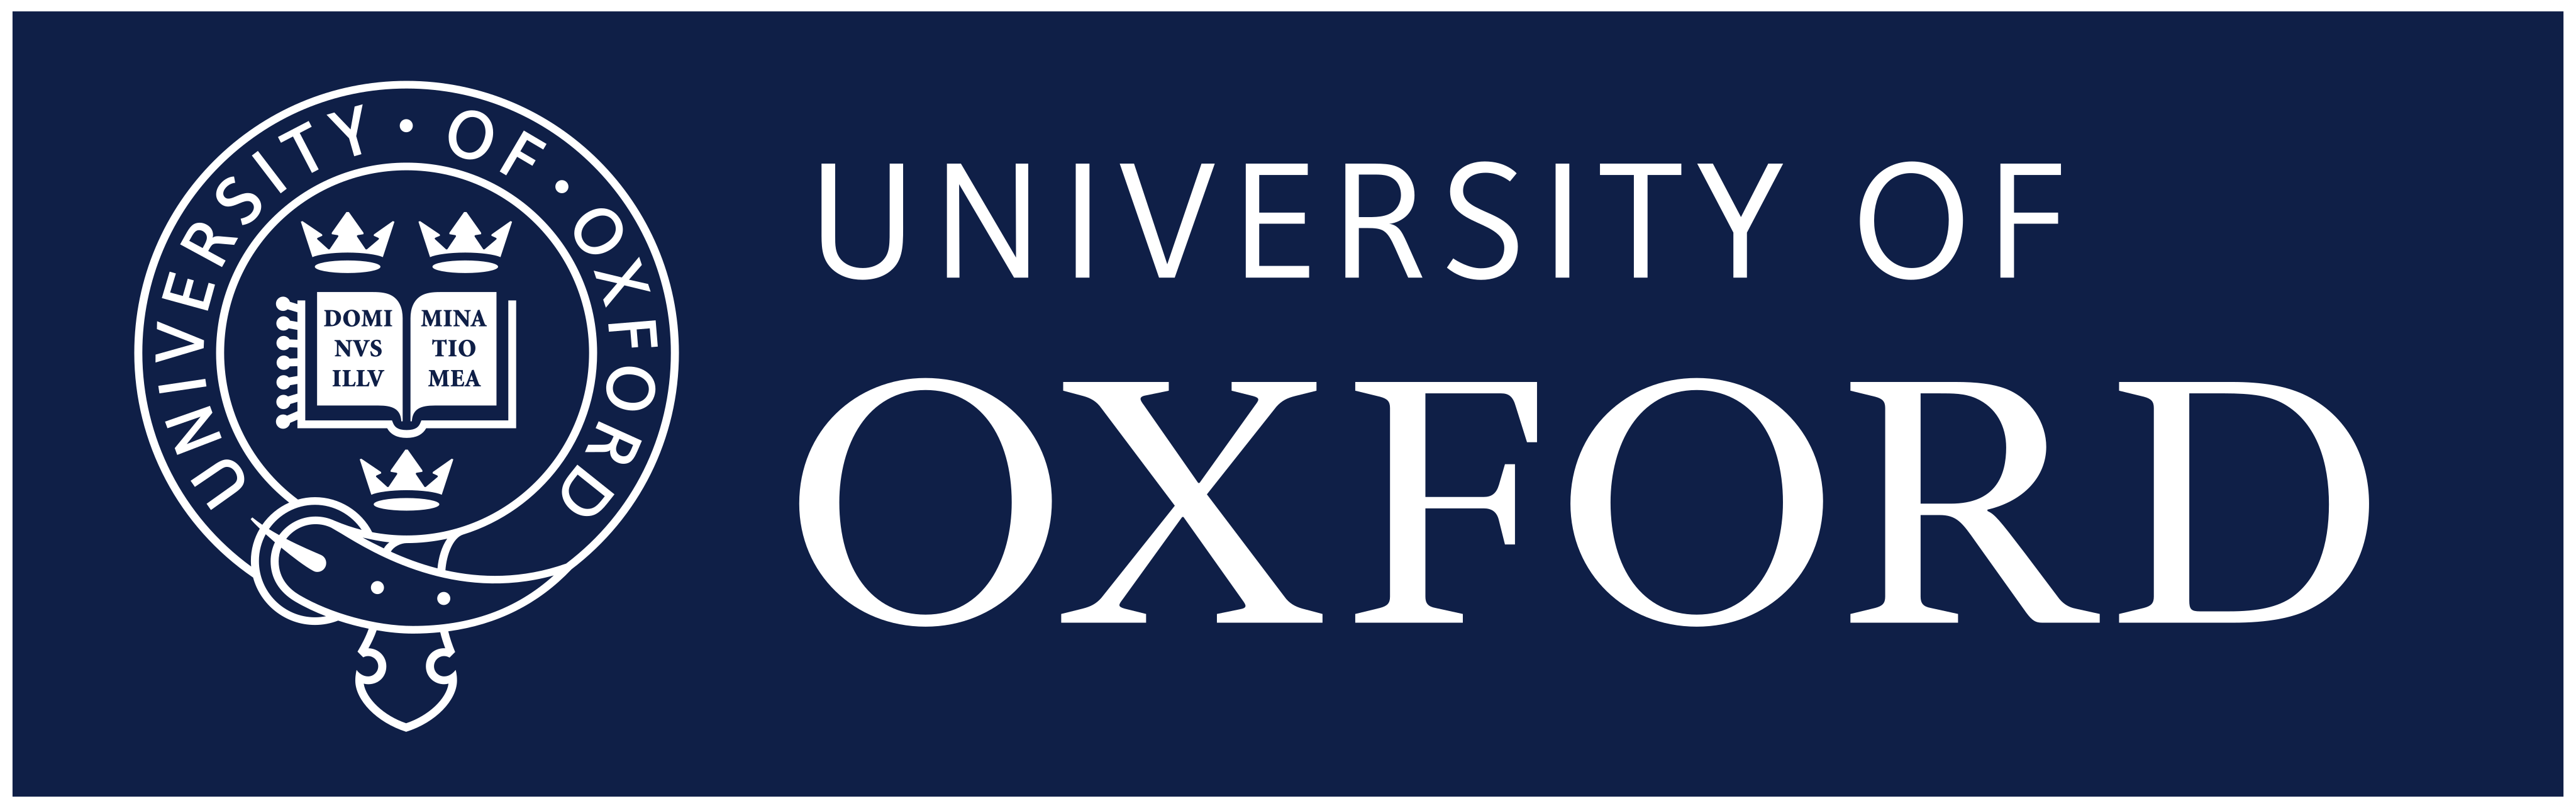 UNIVERSITY · OF · OXFORD
DOMI MINA
NVS TIO
ILLV MEA
UNIVERSITY OF
OXFORD